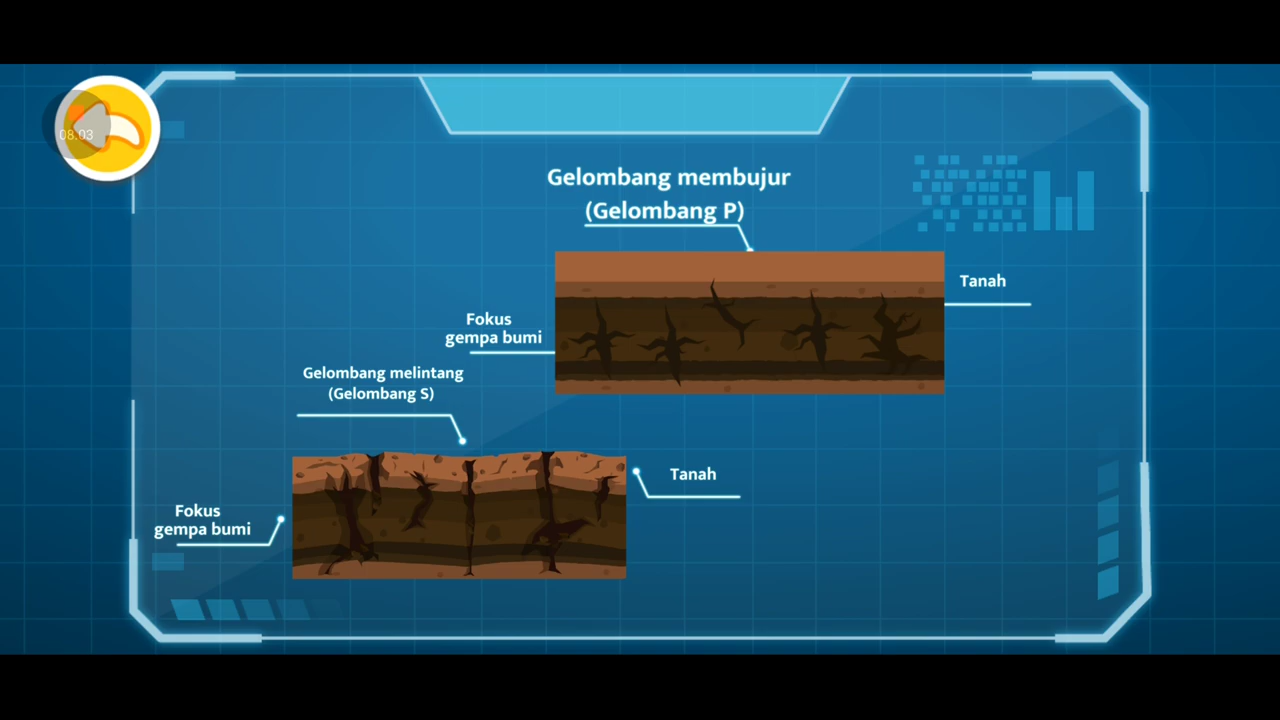 08.03
Gelombang membujur
(Gelombang P)
Tanah
Fokus
gempa bumi
Gelombang melintang
(Gelombang S)
Tanah
Fokus
gempa bumi